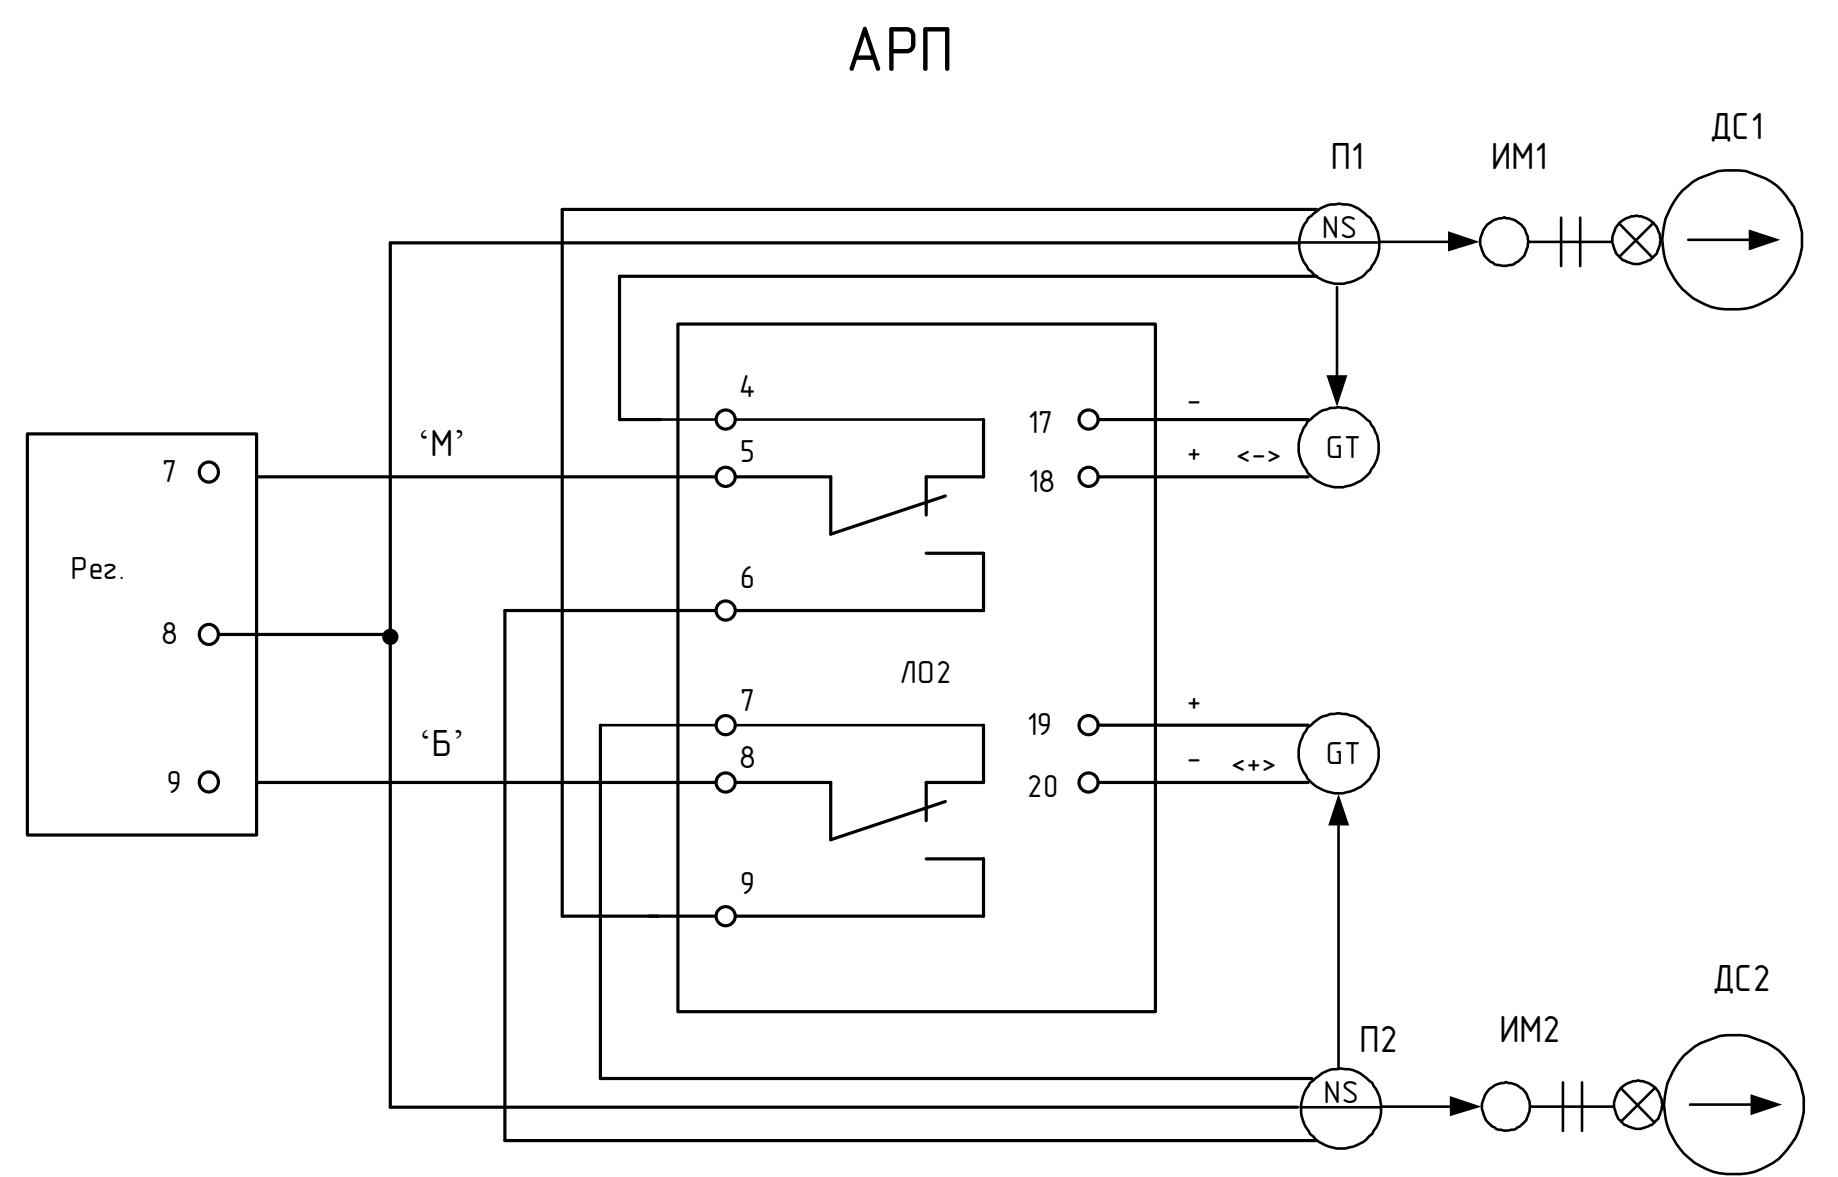 АРП
ДС1
П1
ИМ1
NS
4
17
–
‘М’
5
GT
7
18
+ <->
Рег.
6
8
ЛО2
7
19
+
‘Б’
8
GT
9
20
– <+>
9
ДС2
П2
ИМ2
NS